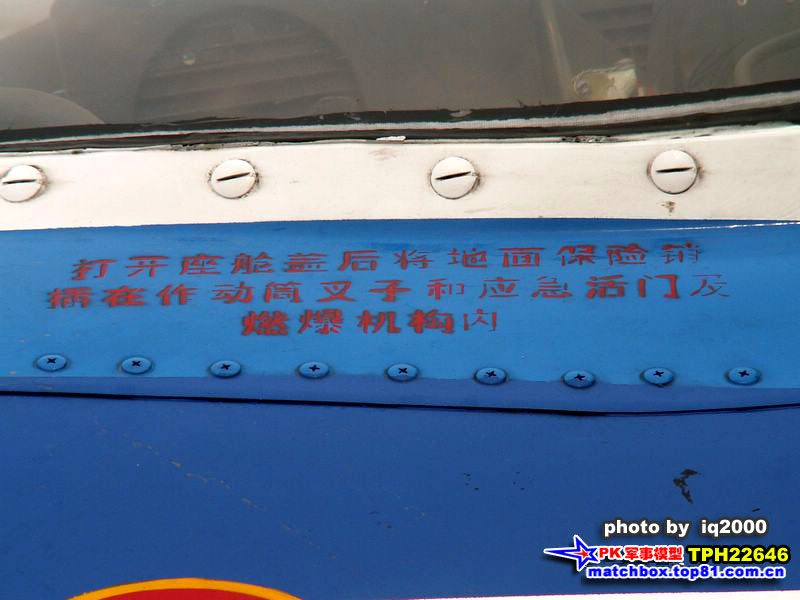 打开座舱盖后将地面保险销
插在作动筒叉子和应急活门及
燃爆机构内
photo by iq2000
PK 军事模型 TPH22646
matchbox.top81.com.cn